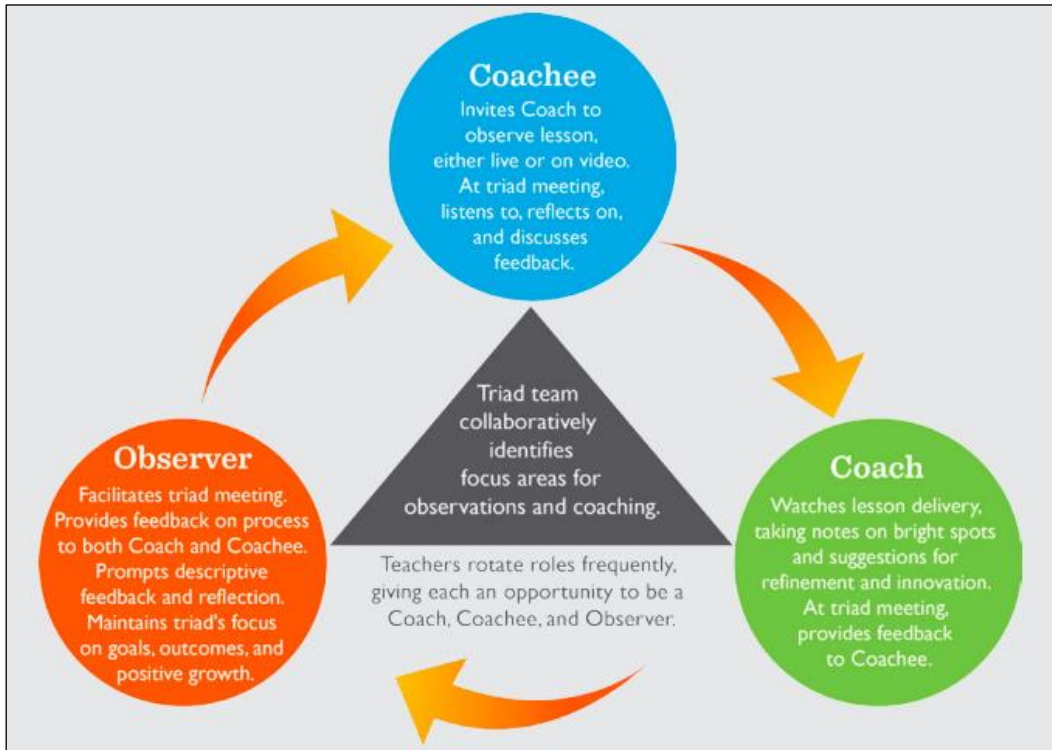 Coachee
Invites Coach to
observe lesson,
either live or on video.
At triad meeting,
listens to, reflects on,
and discusses
feedback.
Triad team
collaboratively
identifies
focus areas for
observations and coaching.
Observer
Facilitates triad meeting.
Provides feedback on process
to both Coach and Coachee.
Prompts descriptive
feedback and reflection.
Maintains triad's focus
on goals, outcomes, and
positive growth.
Coach
Watches lesson delivery,
taking notes on bright spots
and suggestions for
refinement and innovation.
At triad meeting,
provides feedback
to Coachee.
Teachers rotate roles frequently,
giving each an opportunity to be a
Coach, Coachee, and Observer.